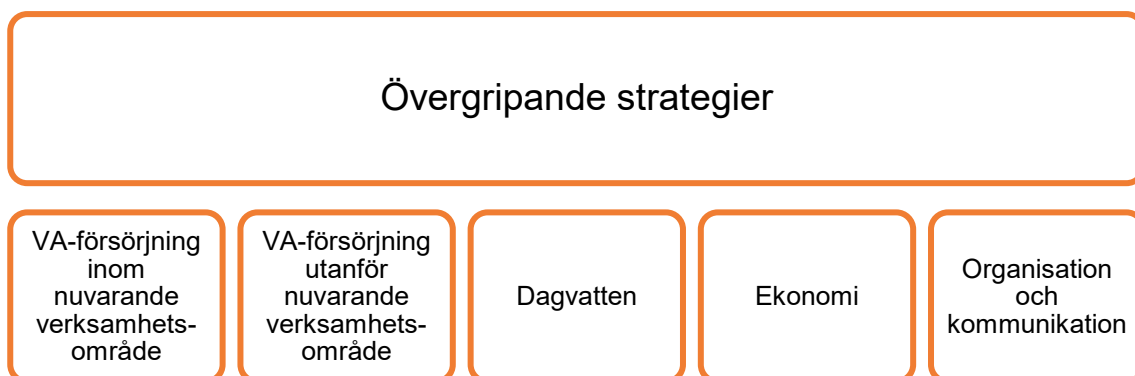 Övergripande strategier
VA-försörjning
inom
nuvarande
verksamhets-
område
VA-försörjning
utanför
nuvarande
verksamhets-
område
Dagvatten
Ekonomi
Organisation
och
kommunikation